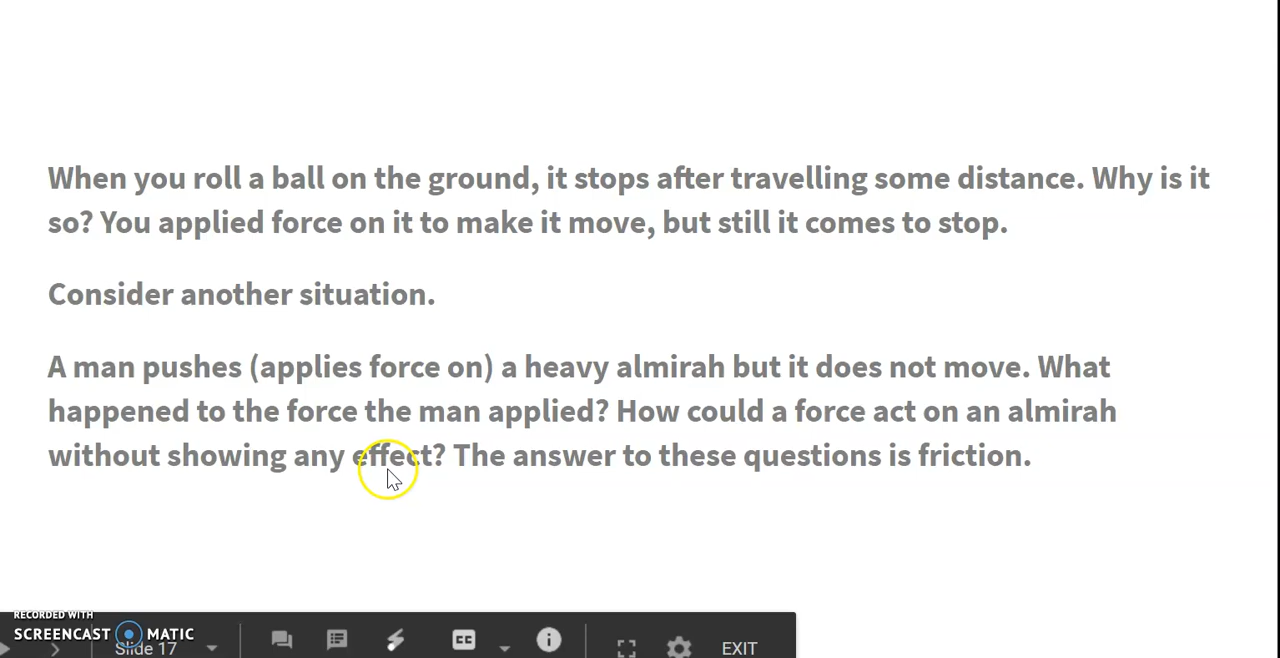 When you roll a ball on the ground, it stops after travelling some distance. Why is it
so? You applied force on it to make it move, but still it comes to stop.
Consider another situation.
A man pushes (applies force on) a heavy almirah but it does not move. What
happened to the force the man applied? How could a force act on an almirah
without showing any effect? The answer to these questions is friction.
RECORDED WITH
SCREENCAST MATIC
Slide 17
CC
EXIT